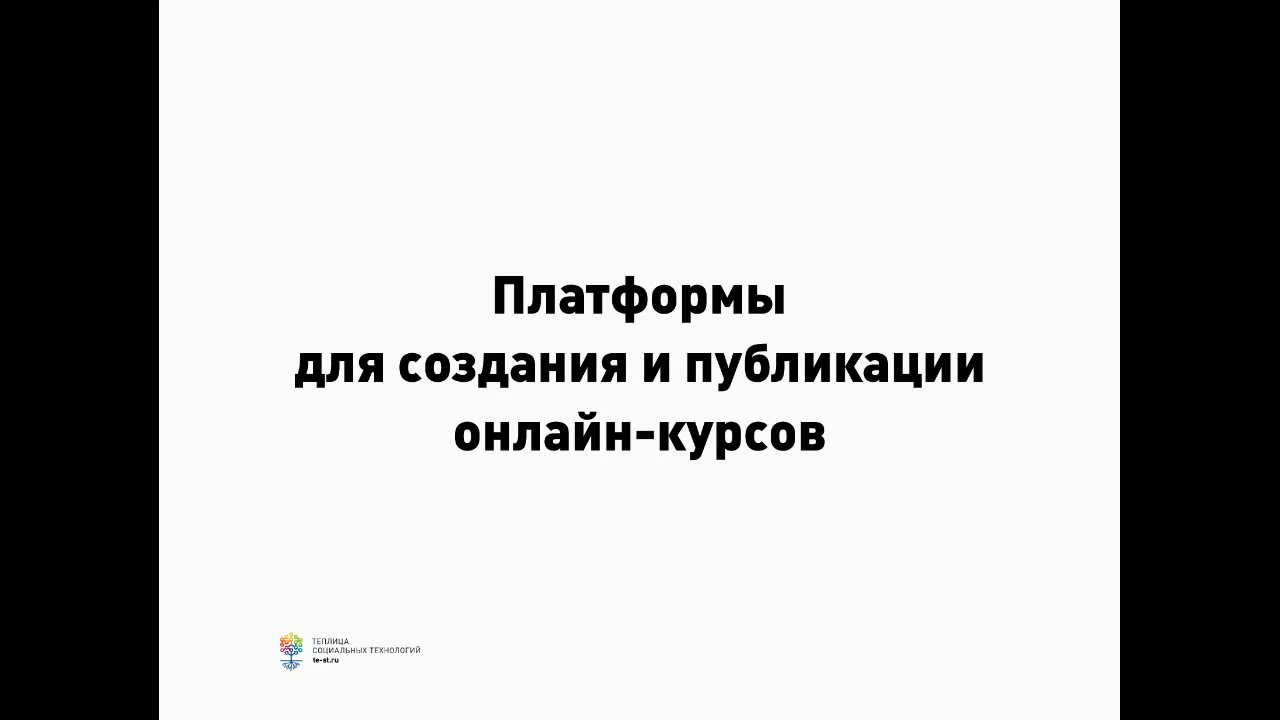 Платформы
для создания и публикации
онлайн-курсов
ТЕПЛИЦА
СОЦИАЛЬНЫХ ТЕХНОЛОГИЙ
te-st.ru